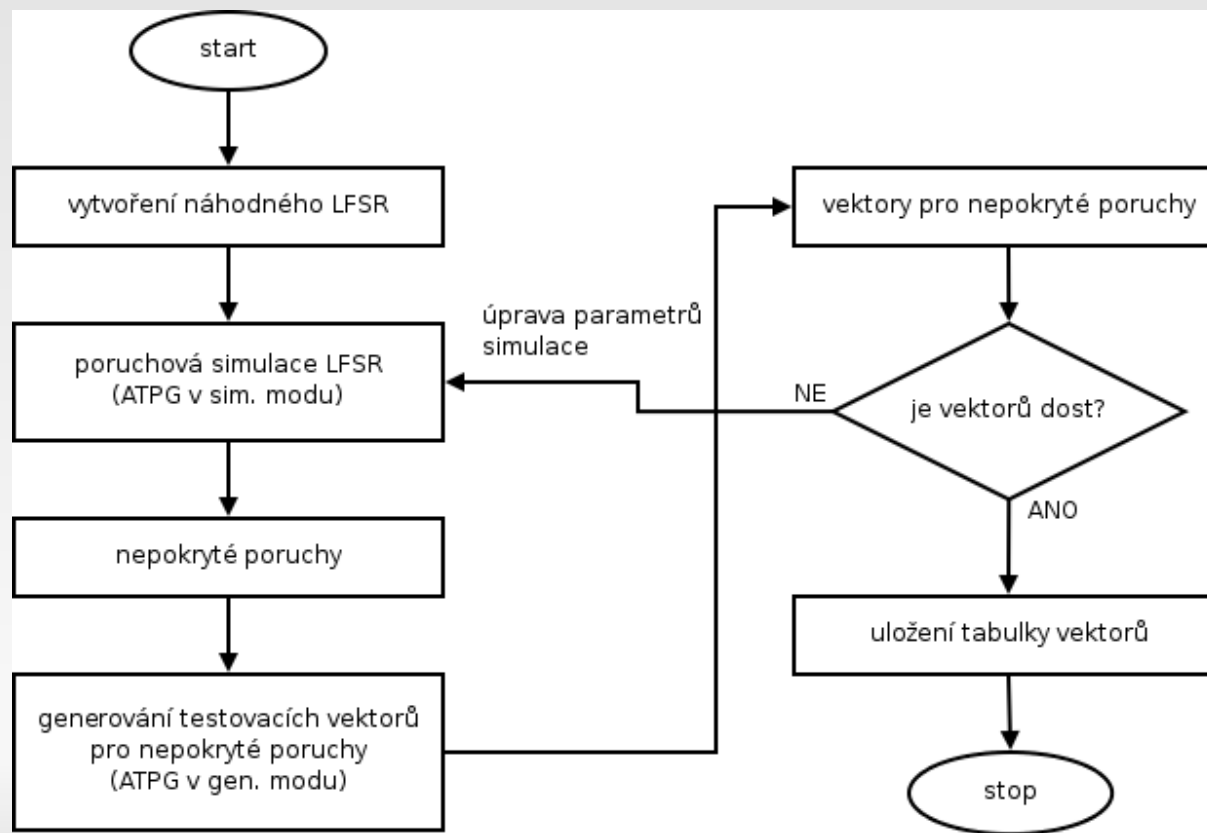 start
vytvoření náhodného LFSR
poruchová simulace LFSR
(ATPG v sim. modu)
nepokryté poruchy
generování testovacích vektorů
pro nepokryté poruchy
(ATPG v gen. modu)
úprava parametrů
simulace
vektory pro nepokryté poruchy
NE
je vektorů dost?
ANO
uložení tabulky vektorů
stop